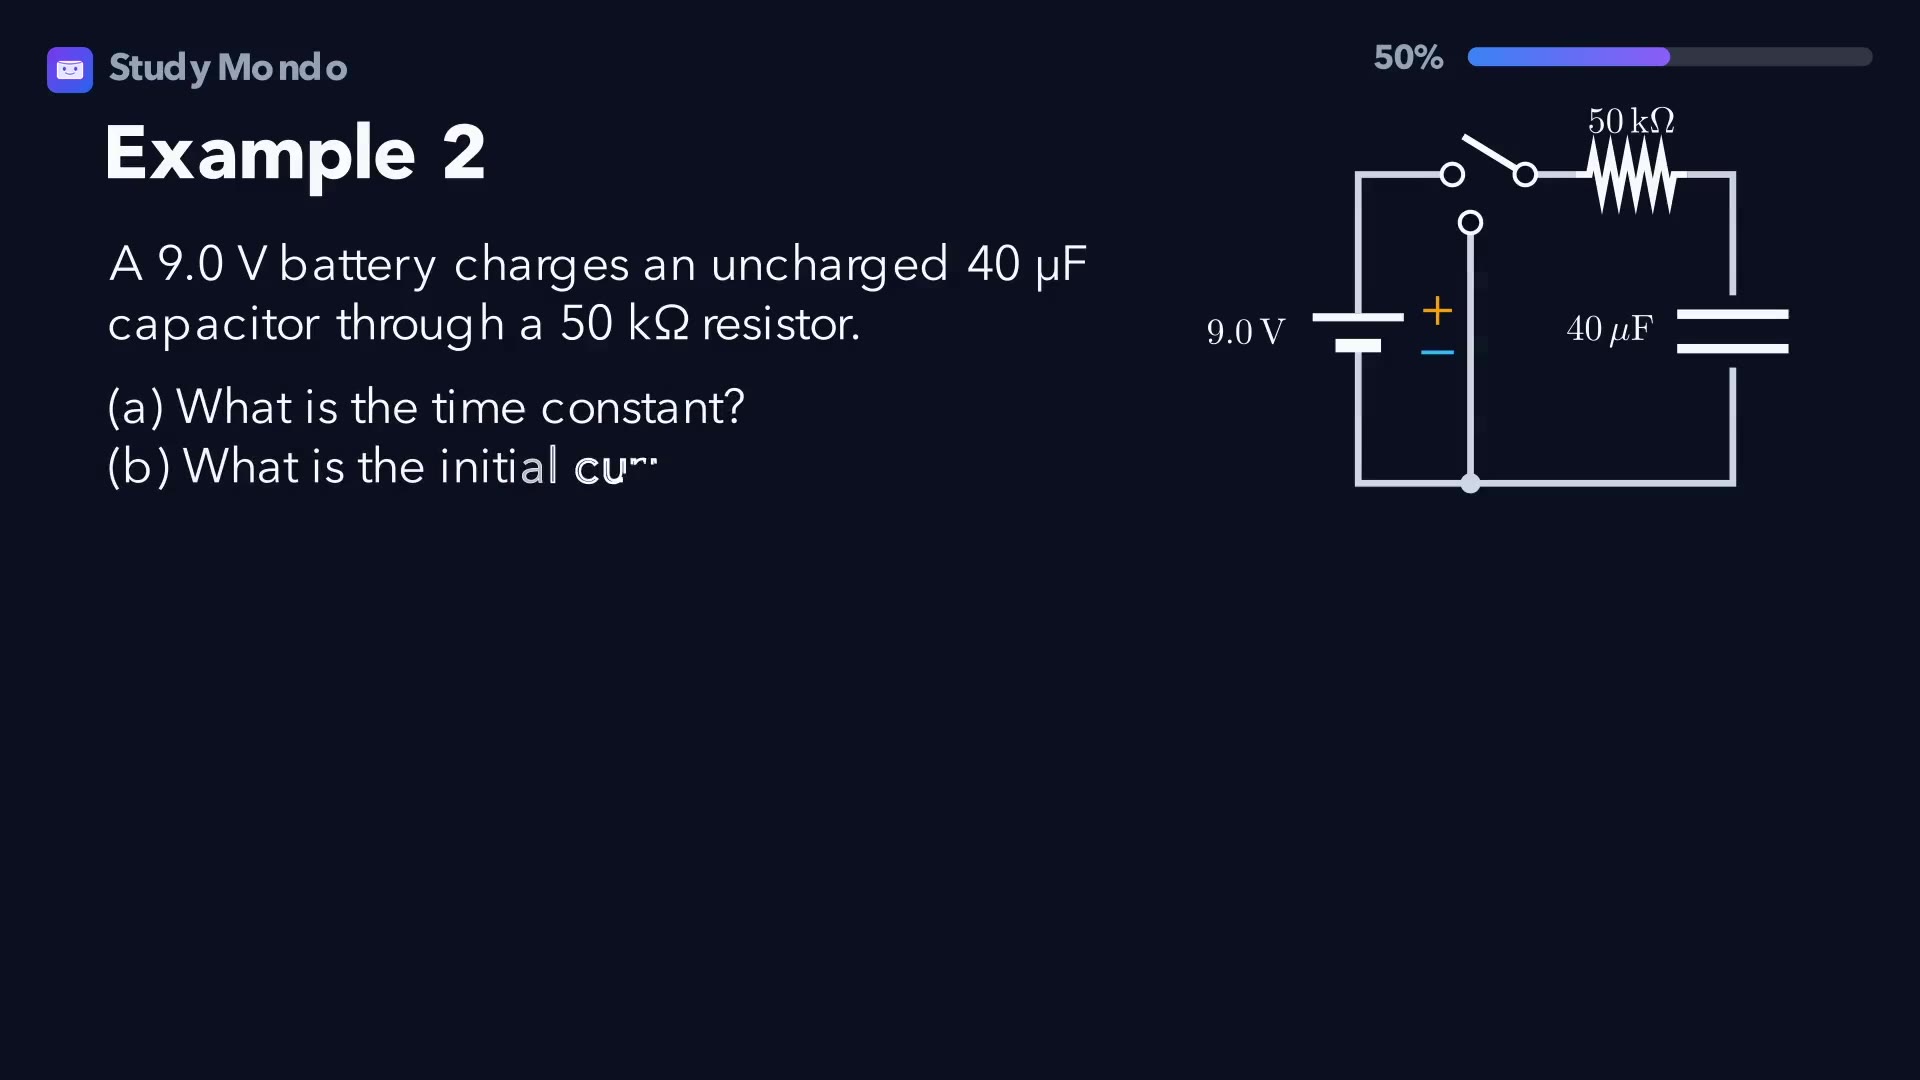 Study Mondo
50%
Example 2
50 kΩ
A 9.0 V battery charges an uncharged 40 μF
capacitor through a 50 kΩ resistor.
9.0 V
+
−
40 μF
(a) What is the time constant?
(b) What is the initial